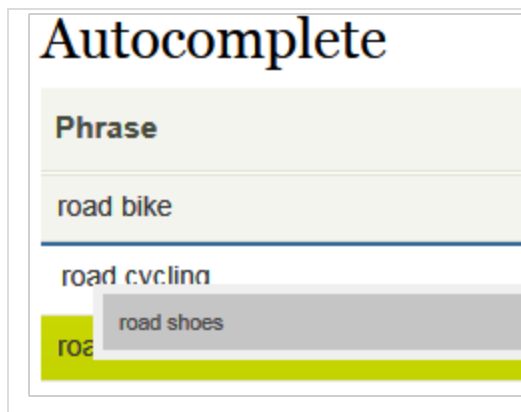 Autocomplete
Phrase
road bike
road cycling
road shoes